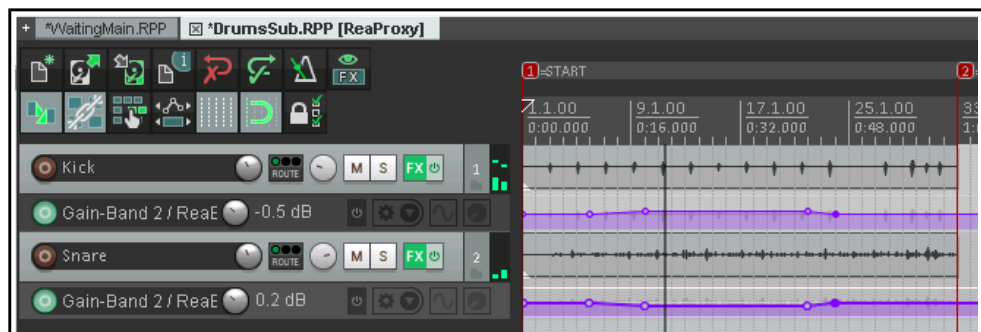 + *WaitingMain.RPP *DrumsSub.RPP [ReaProxy]
FX
1=START 2=
1.1.00 9.1.00 17.1.00 25.1.00 33
0:00.000 0:16.000 0:32.000 0:48.000 1:
Kick ROUTE M S FX 1
Gain-Band 2 / ReaE -0.5 dB
Snare ROUTE M S FX 2
Gain-Band 2 / ReaE 0.2 dB